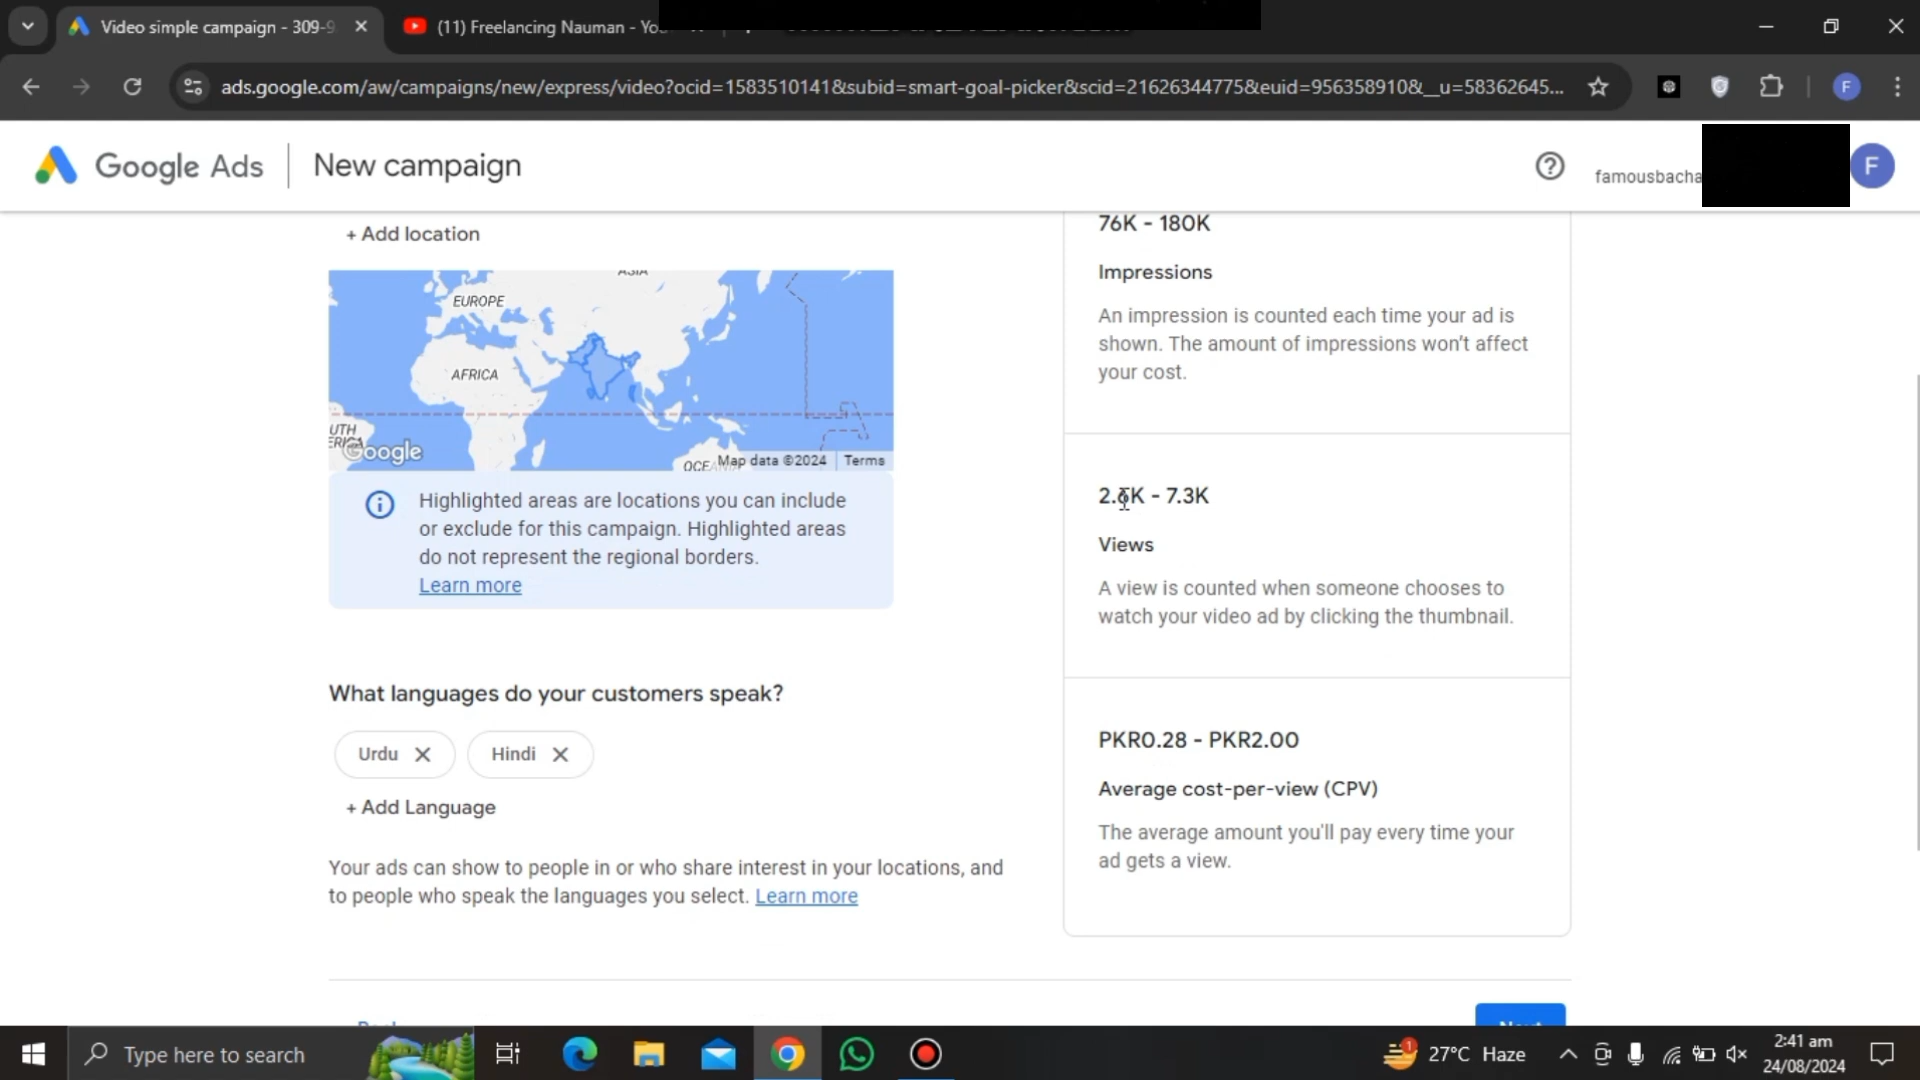 Video simple campaign - 309-9
(11) Freelancing Nauman - Yo
ads.google.com/aw/campaigns/new/express/video?ocid=1583510141&subid=smart-goal-picker&scid=21626344775&euid=956358910&__u=58362645...
F
Google Ads
New campaign
famousbacha
F
+ Add location
ASIA
EUROPE
AFRICA
UTH
Google
OCEA
Map data ©2024
Terms
Highlighted areas are locations you can include
or exclude for this campaign. Highlighted areas
do not represent the regional borders.
Learn more
What languages do your customers speak?
Urdu
Hindi
+ Add Language
Your ads can show to people in or who share interest in your locations, and
to people who speak the languages you select. Learn more
76K - 180K
Impressions
An impression is counted each time your ad is
shown. The amount of impressions won't affect
your cost.
- 7.3K
Views
A view is counted when someone chooses to
watch your video ad by clicking the thumbnail.
PKR0.28 - PKR2.00
Average cost-per-view (CPV)
The average amount you'll pay every time your
ad gets a view.
Type here to search
1
27°C Haze
2:41 am
24/08/2024